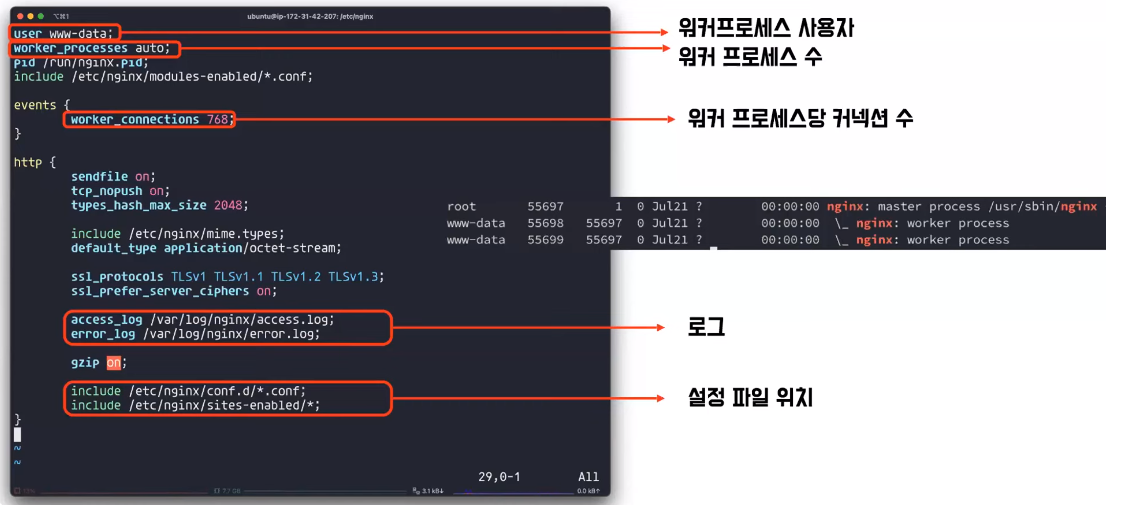 ⌥⌘1
ubuntu@ip-172-31-42-207: /etc/nginx
user www-data;
worker_processes auto;
pid /run/nginx.pid;
include /etc/nginx/modules-enabled/*.conf;
events {
worker_connections 768;
}
http {
sendfile on;
tcp_nopush on;
types_hash_max_size 2048;
include /etc/nginx/mime.types;
default_type application/octet-stream;
ssl_protocols TLSv1 TLSv1.1 TLSv1.2 TLSv1.3;
ssl_prefer_server_ciphers on;
access_log /var/log/nginx/access.log;
error_log /var/log/nginx/error.log;
gzip on;
include /etc/nginx/conf.d/*.conf;
include /etc/nginx/sites-enabled/*;
}
~
~
29,0-1 All
7.7 GB 3.1 kB↓ 0.0 kB↑
워커프로세스 사용자
워커 프로세스 수
워커 프로세스당 커넥션 수
root 55697 1 0 Jul21 ? 00:00:00 nginx: master process /usr/sbin/nginx
www-data 55698 55697 0 Jul21 ? 00:00:00 \_ nginx: worker process
www-data 55699 55697 0 Jul21 ? 00:00:00 \_ nginx: worker process
로그
설정 파일 위치